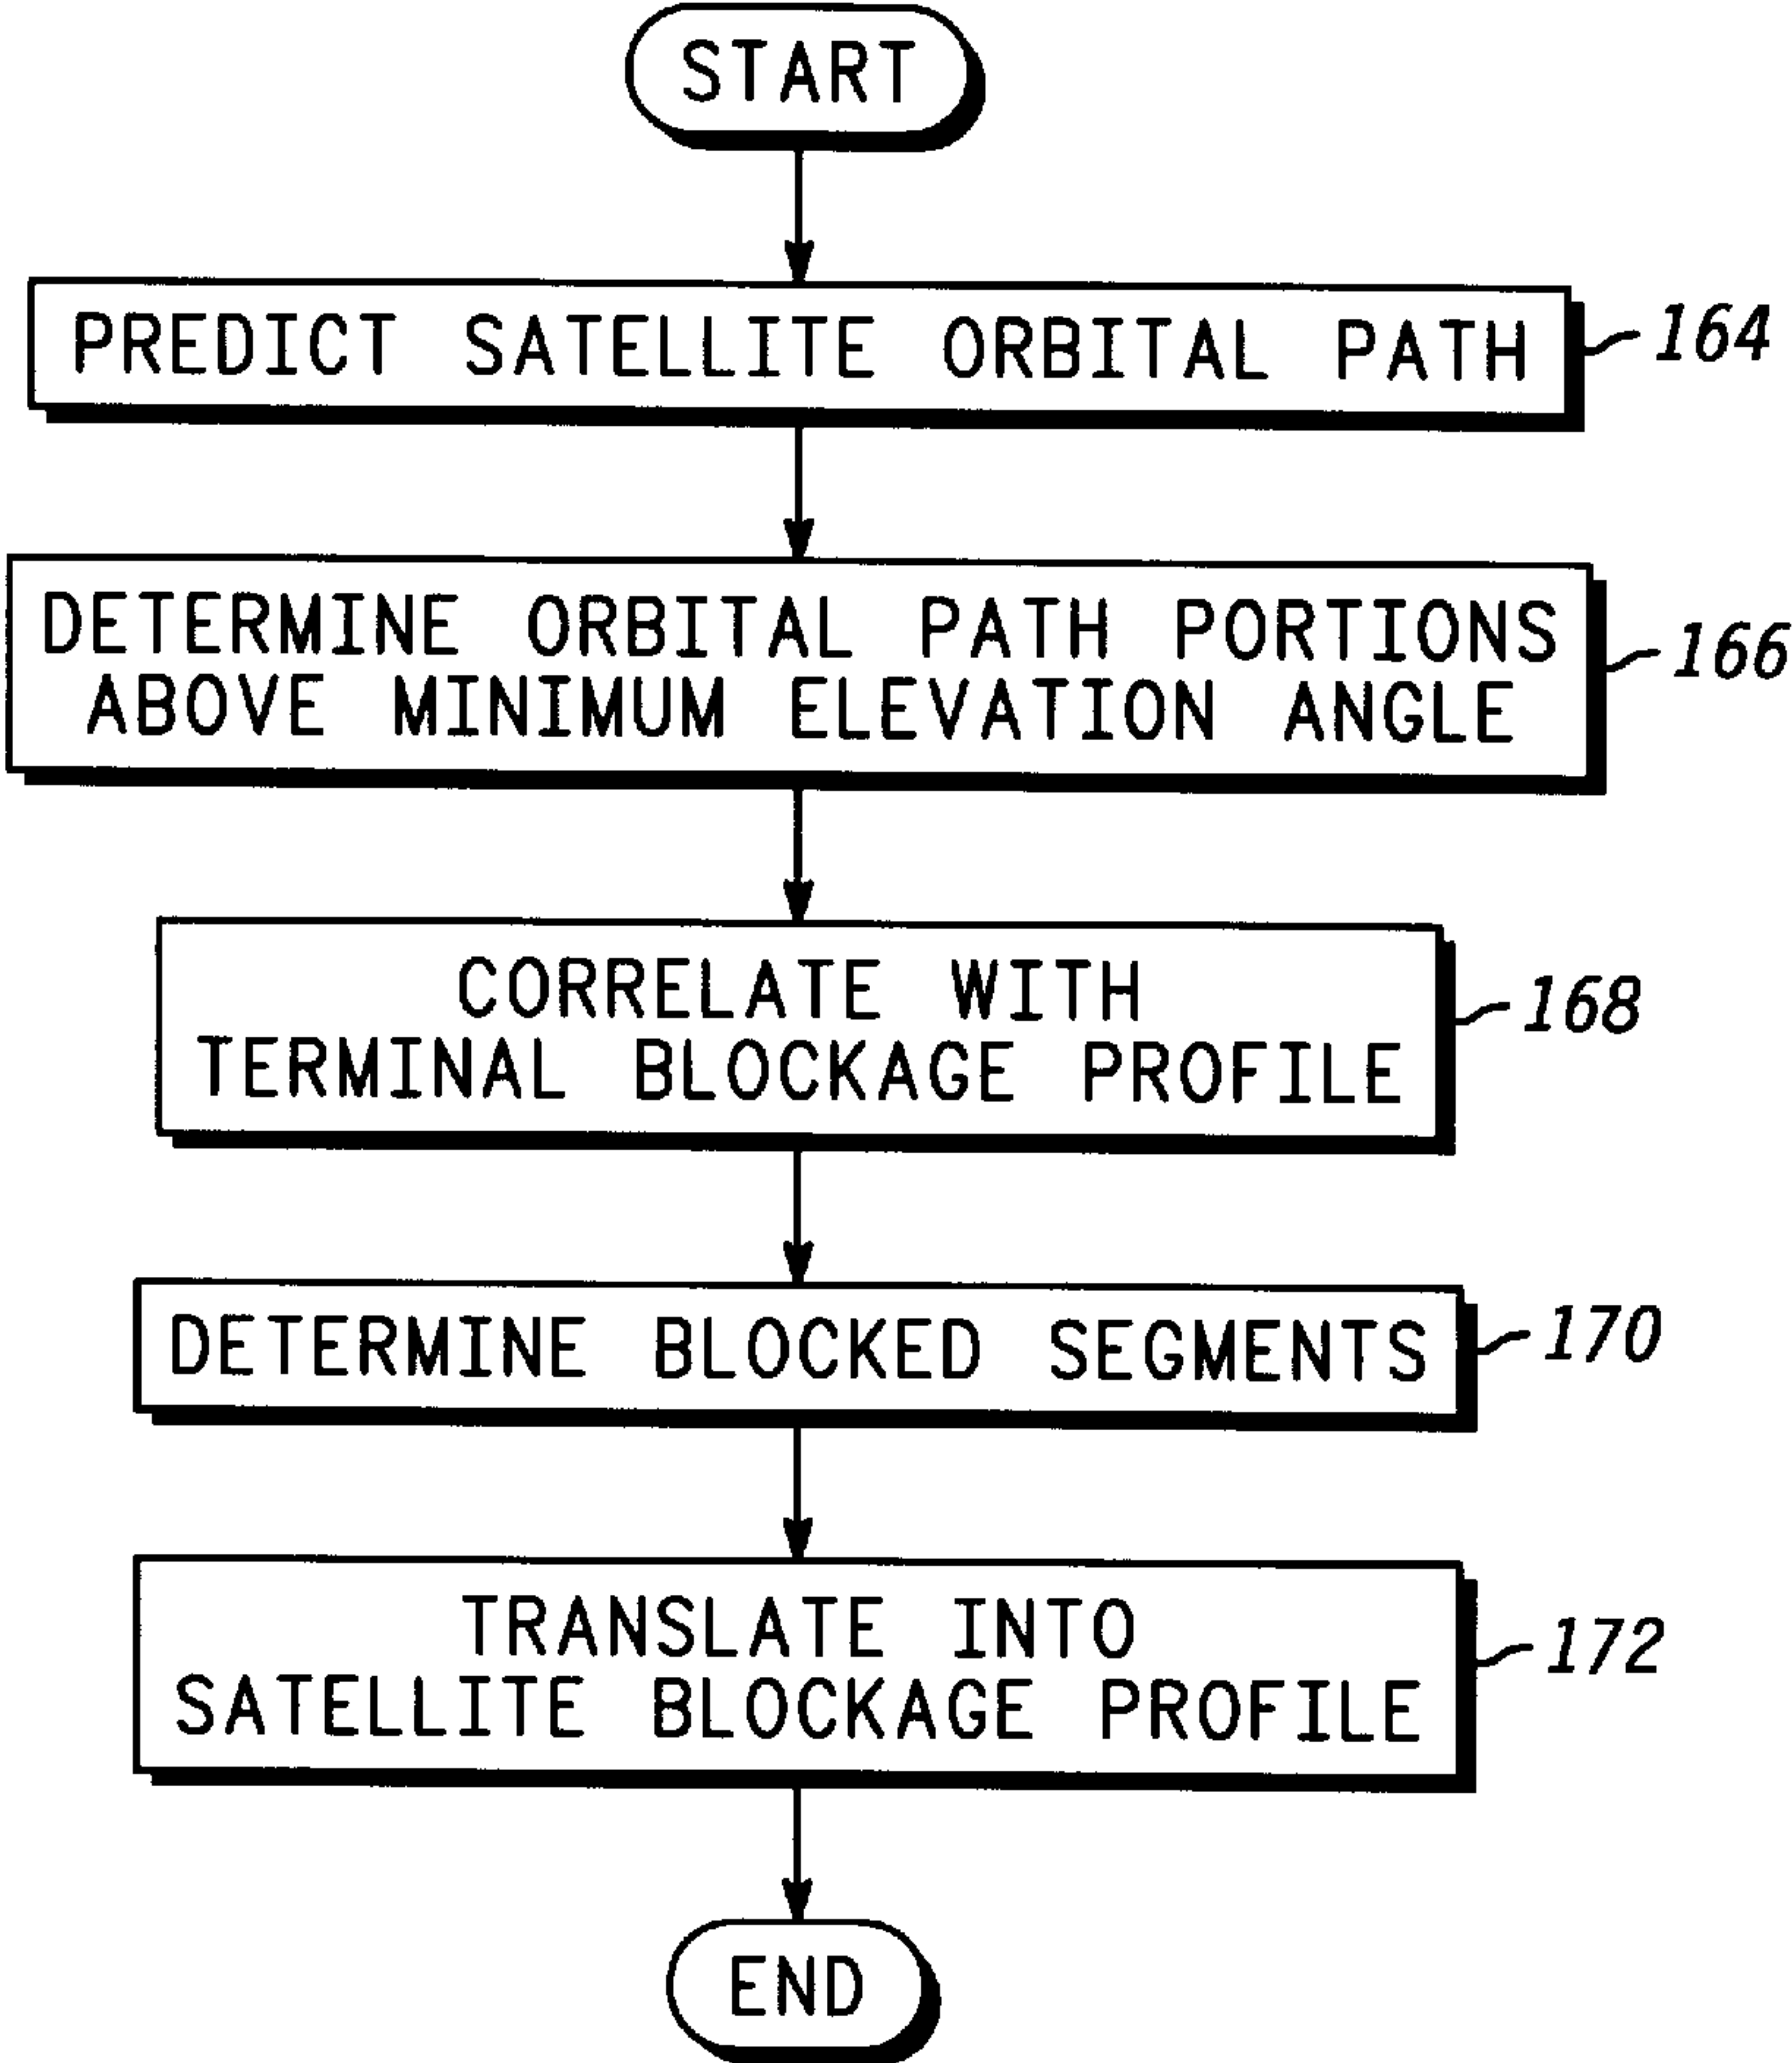 START
PREDICT SATELLITE ORBITAL PATH
164
DETERMINE ORBITAL PATH PORTIONS
ABOVE MINIMUM ELEVATION ANGLE
166
CORRELATE WITH
TERMINAL BLOCKAGE PROFILE
168
DETERMINE BLOCKED SEGMENTS
170
TRANSLATE INTO
SATELLITE BLOCKAGE PROFILE
172
END